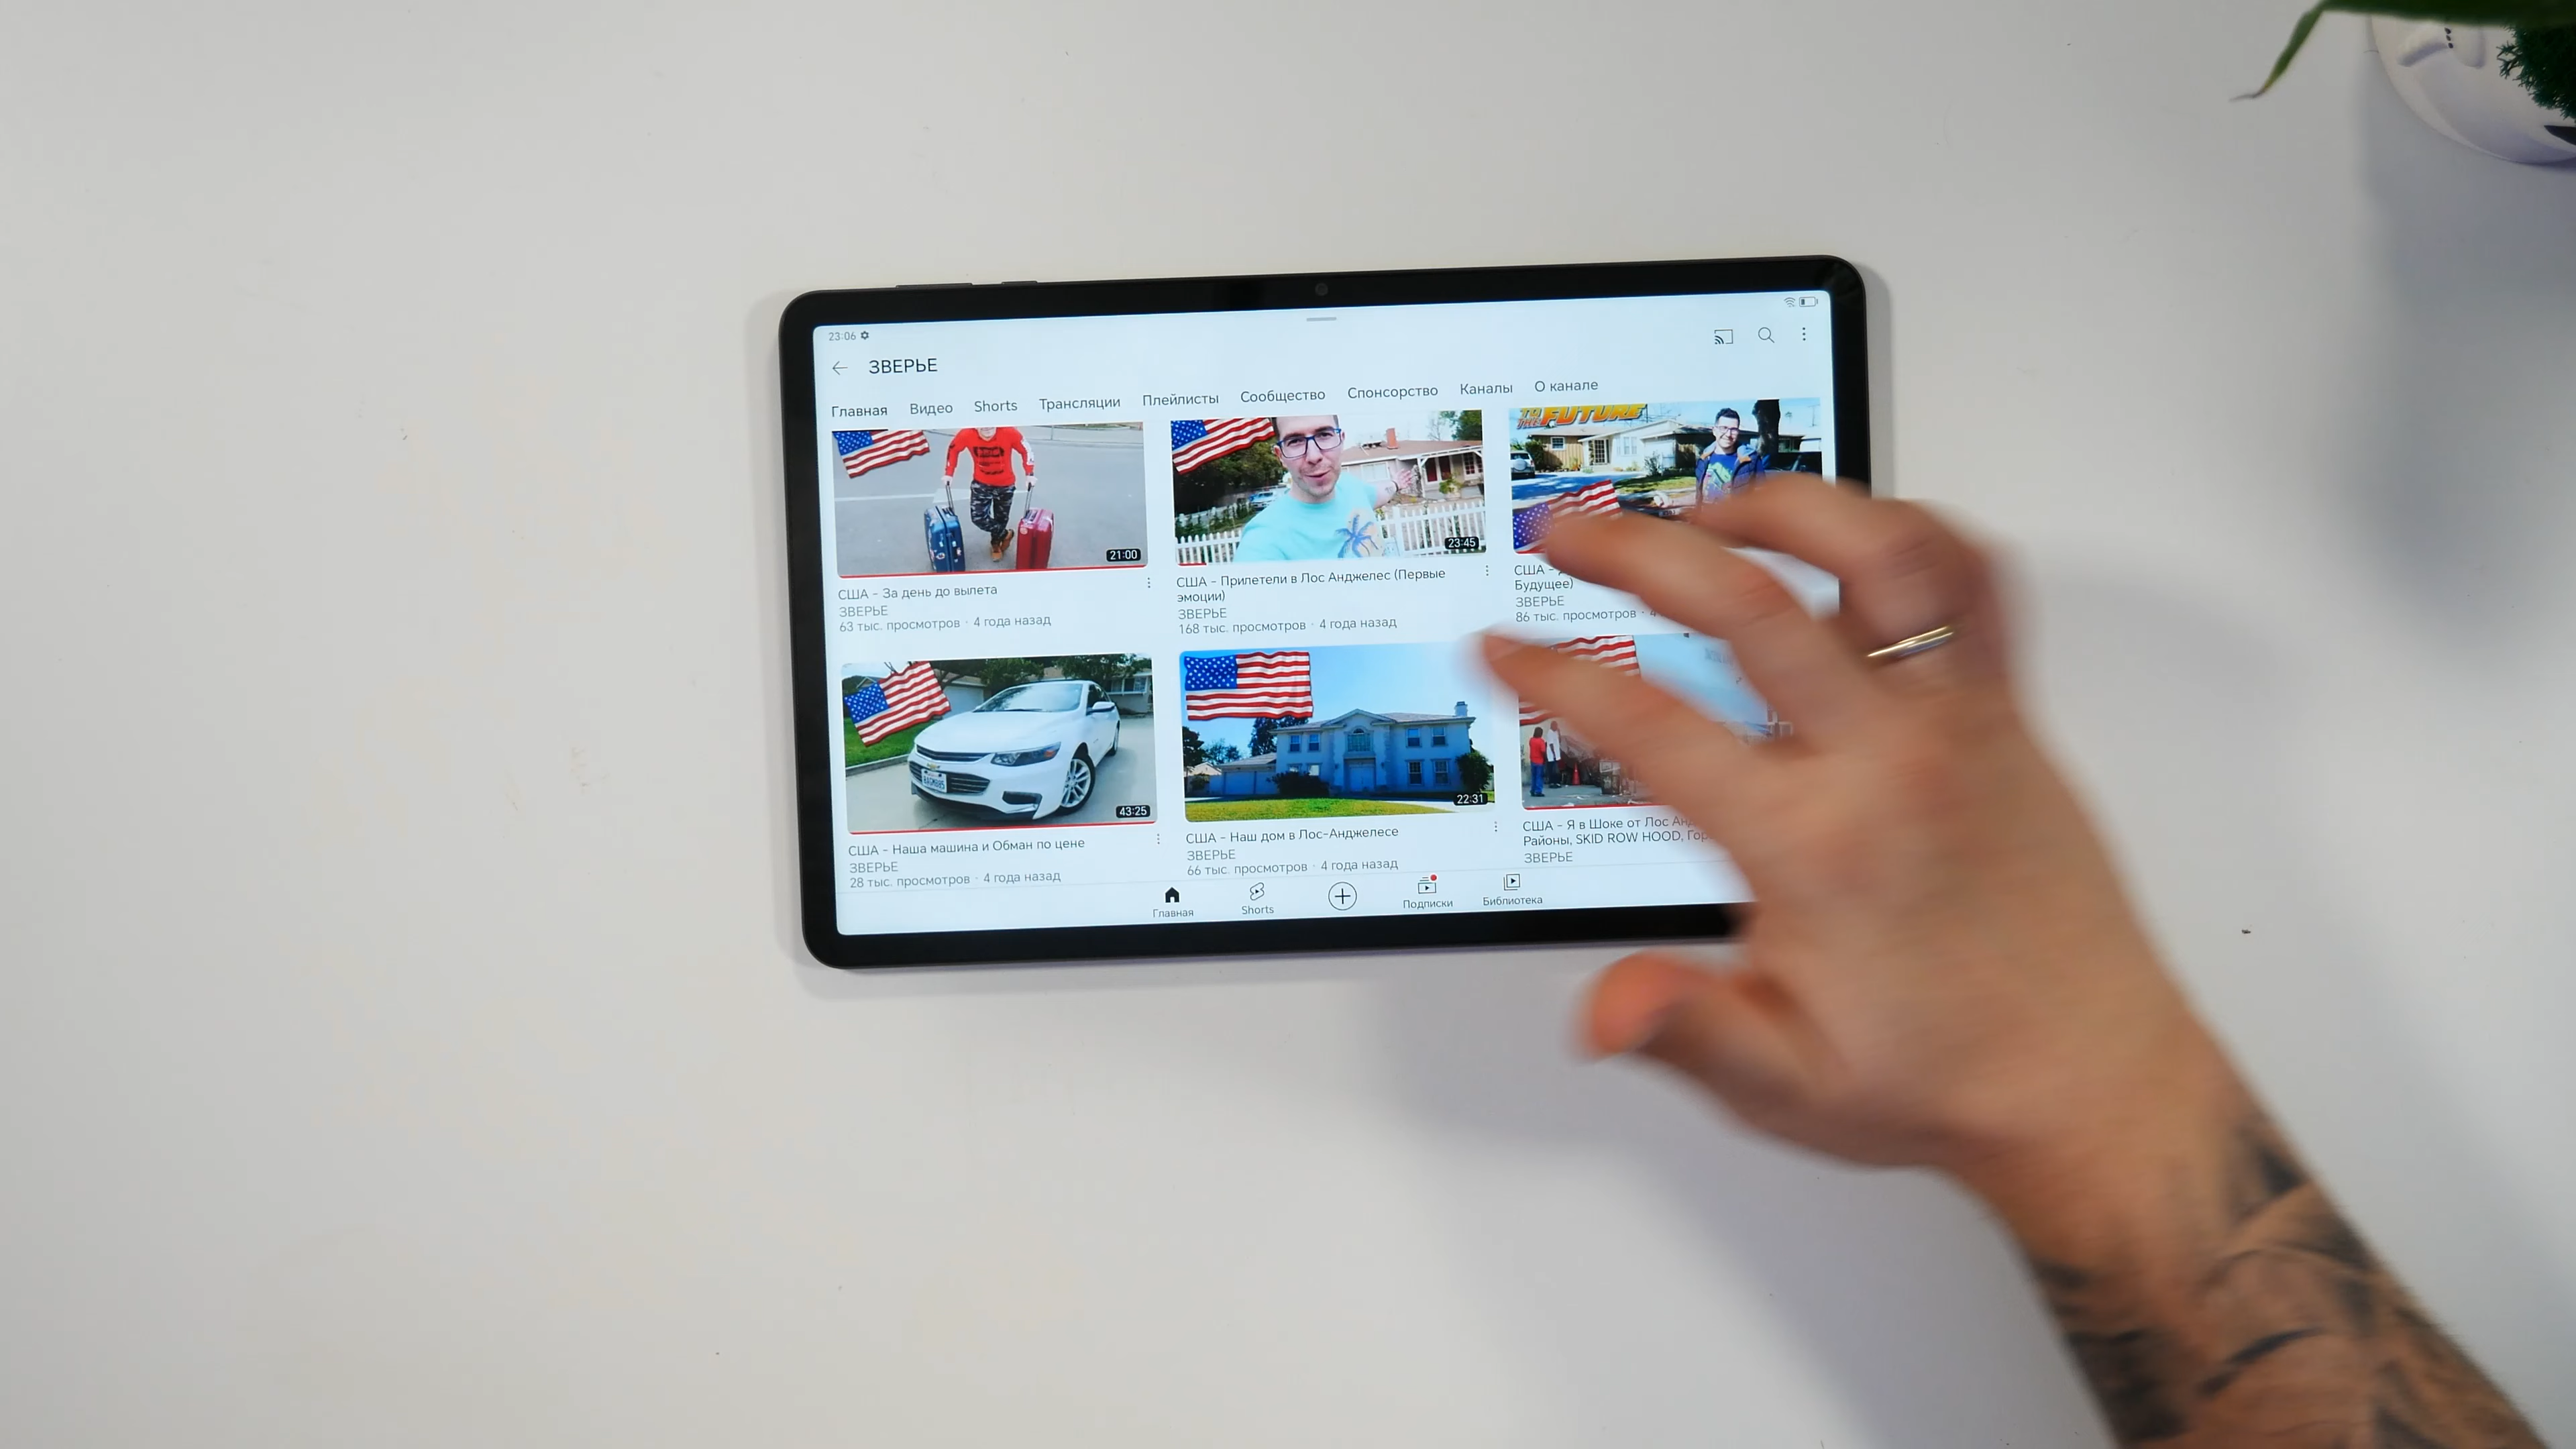 23:06
ЗВЕРЬЕ
Главная Видео Shorts Трансляции Плейлисты Сообщество Спонсорство Каналы О канале
FUTURE
21:00
23:45
США - За день до вылета
ЗВЕРЬЕ
63 тыс. просмотров · 4 года назад
США - Прилетели в Лос Анджелес (Первые
эмоции)
ЗВЕРЬЕ
168 тыс. просмотров · 4 года назад
США -
Будущее)
ЗВЕРЬЕ
86 тыс. просмотров · 4
43:25
22:31
США - Наша машина и Обман по цене
ЗВЕРЬЕ
28 тыс. просмотров · 4 года назад
США - Наш дом в Лос-Анджелесе
ЗВЕРЬЕ
66 тыс. просмотров · 4 года назад
США - Я в Шоке от Лос
Районы, SKID ROW HOOD,
ЗВЕРЬЕ
Главная
Shorts
Подписки
Библиотека